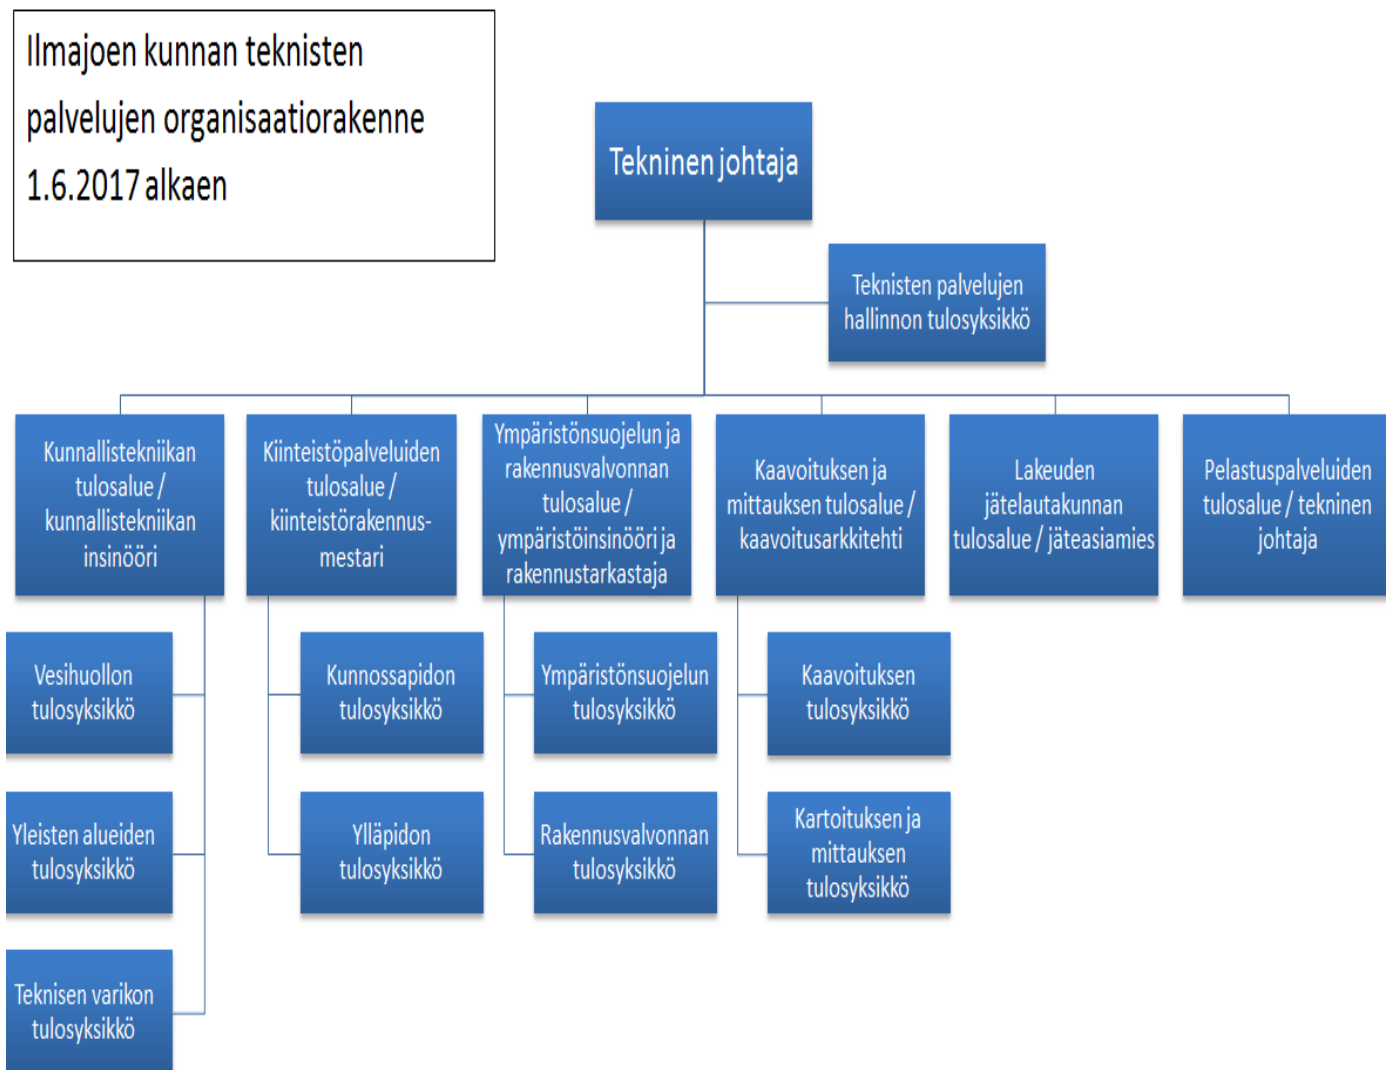 Ilmajoen kunnan teknisten
palvelujen organisaatiorakenne
1.6.2017 alkaen
Tekninen johtaja
Teknisten palvelujen
hallinnon tulosyksikkö
Kunnallistekniikan
tulosalue /
kunnallistekniikan
insinööri
Kiinteistöpalveluiden
tulosalue /
kiinteistörakennus-
mestari
Ympäristönsuojelun ja
rakennusvalvonnan
tulosalue /
ympäristöinsinööri ja
rakennustarkastaja
Kaavoituksen ja
mittauksen tulosalue /
kaavoitusarkkitehti
Lakeuden
jätelautakunnan
tulosalue / jäteasiamies
Pelastuspalveluiden
tulosalue / tekninen
johtaja
Vesihuollon
tulosyksikkö
Kunnossapidon
tulosyksikkö
Ympäristönsuojelun
tulosyksikkö
Kaavoituksen
tulosyksikkö
Yleisten alueiden
tulosyksikkö
Ylläpidon
tulosyksikkö
Rakennusvalvonnan
tulosyksikkö
Kartoituksen ja
mittauksen
tulosyksikkö
Teknisen varikon
tulosyksikkö